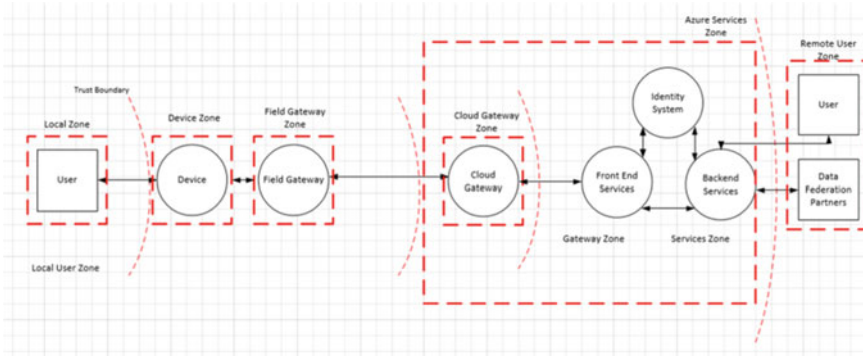 Azure Services
Zone
Remote User
Zone
Trust Boundary
Local Zone
Device Zone
Field Gateway
Zone
Cloud Gateway
Zone
Identity
System
User
User
Device
Field Gateway
Cloud
Gateway
Front End
Services
Backend
Services
Data
Federation
Partners
Gateway Zone
Services Zone
Local User Zone